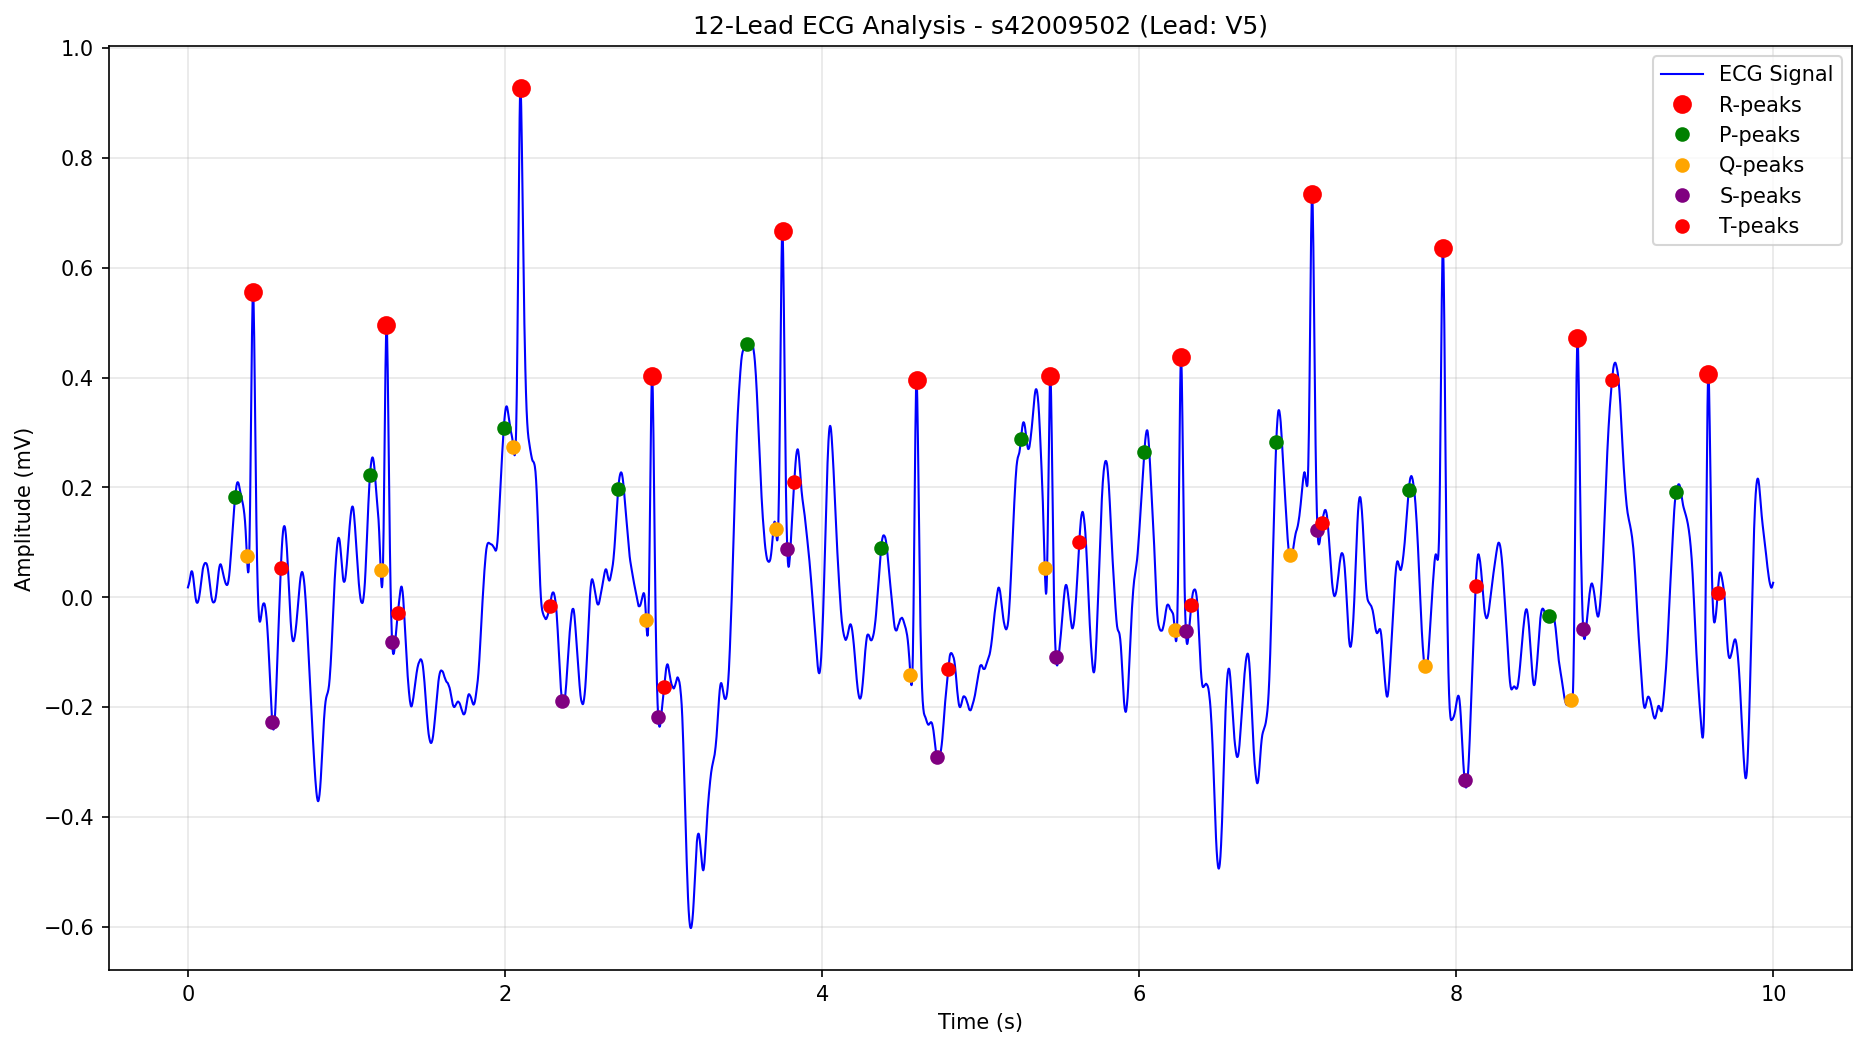 12-Lead ECG Analysis - s42009502 (Lead: V5)
ECG Signal
R-peaks
P-peaks
Q-peaks
S-peaks
T-peaks
Amplitude (mV)
1.0
0.8
0.6
0.4
0.2
0.0
−0.2
−0.4
−0.6
0 2 4 6 8 10
Time (s)